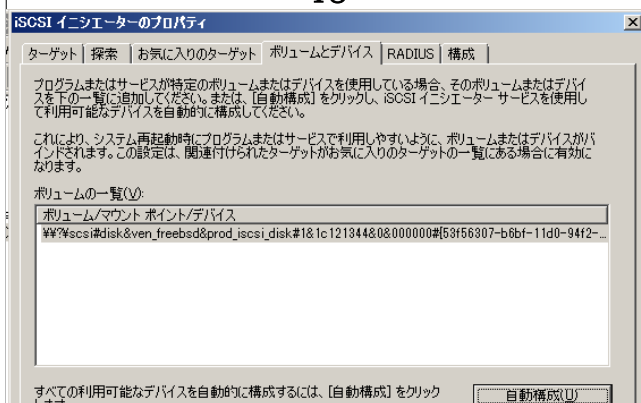 iSCSI イニシエーターのプロパティ
ターゲット 探索 お気に入りのターゲット ボリュームとデバイス RADIUS 構成
プログラムまたはサービスが特定のボリュームまたはデバイスを使用している場合、そのボリュームまたはデバイ
スを下の一覧に追加してください。または、[自動構成] をクリックし、iSCSI イニシエーター サービスを使用し
て利用可能なデバイスを自動的に構成してください。
これにより、システム再起動時にプログラムまたはサービスで利用しやすいように、ボリュームまたはデバイスがバ
インドされます。この設定は、関連付けられたターゲットがお気に入りのターゲットの一覧にある場合に有効に
なります。
ボリュームの一覧(V):
ボリューム/マウント ポイント/デバイス
¥¥?¥scsi#disk&ven_freebsd&prod_iscsi_disk#1&1c121344&0&000000#{53f56307-b6bf-11d0-94f2-...
すべての利用可能なデバイスを自動的に構成するには、[自動構成] をクリック
します。
自動構成(U)